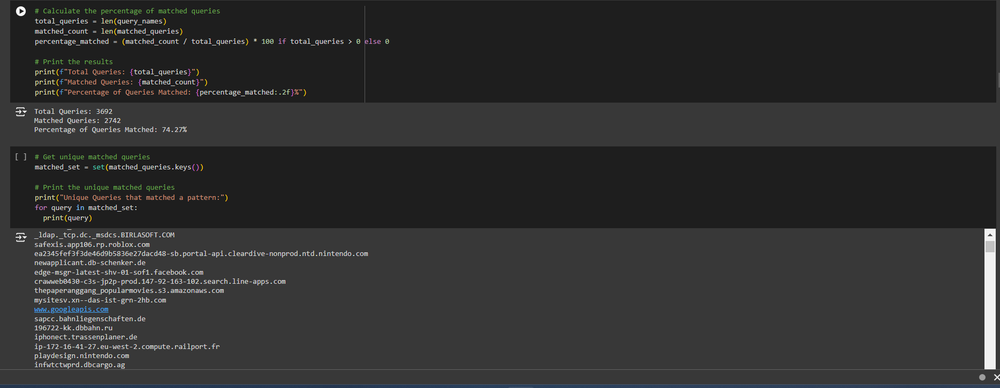 # Calculate the percentage of matched queries
total_queries = len(query_names)
matched_count = len(matched_queries)
percentage_matched = (matched_count / total_queries) * 100 if total_queries > 0 else 0
# Print the results
print(f"Total Queries: {total_queries}")
print(f"Matched Queries: {matched_count}")
print(f"Percentage of Queries Matched: {percentage_matched:.2f}%")
Total Queries: 3692
Matched Queries: 2742
Percentage of Queries Matched: 74.27%
[ ] # Get unique matched queries
matched_set = set(matched_queries.keys())
# Print the unique matched queries
print("Unique Queries that matched a pattern:")
for query in matched_set:
  print(query)
_ldap._tcp.dc._msdcs.BIRLASOFT.COM
safexis.app106.rp.roblox.com
ea2345fef3f3de46d9b5836e27dacd48-sb.portal-api.cleardive-nonprod.ntd.nintendo.com
newapplicant.db-schenker.de
edge-msgr-latest-shv-01-sof1.facebook.com
crawweb0430-c3s-jp2p-prod.147-92-163-102.search.line-apps.com
thepaperanggang_popularmovies.s3.amazonaws.com
mysitesv.xn--das-ist-grn-2hb.com
www.googleapis.com
sapcc.bahnliegenschaften.de
196722-kk.dbbahn.ru
iphonect.trassenplaner.de
ip-172-16-41-27.eu-west-2.compute.railport.fr
playdesign.nintendo.com
infwtctwprd.dbcargo.ag